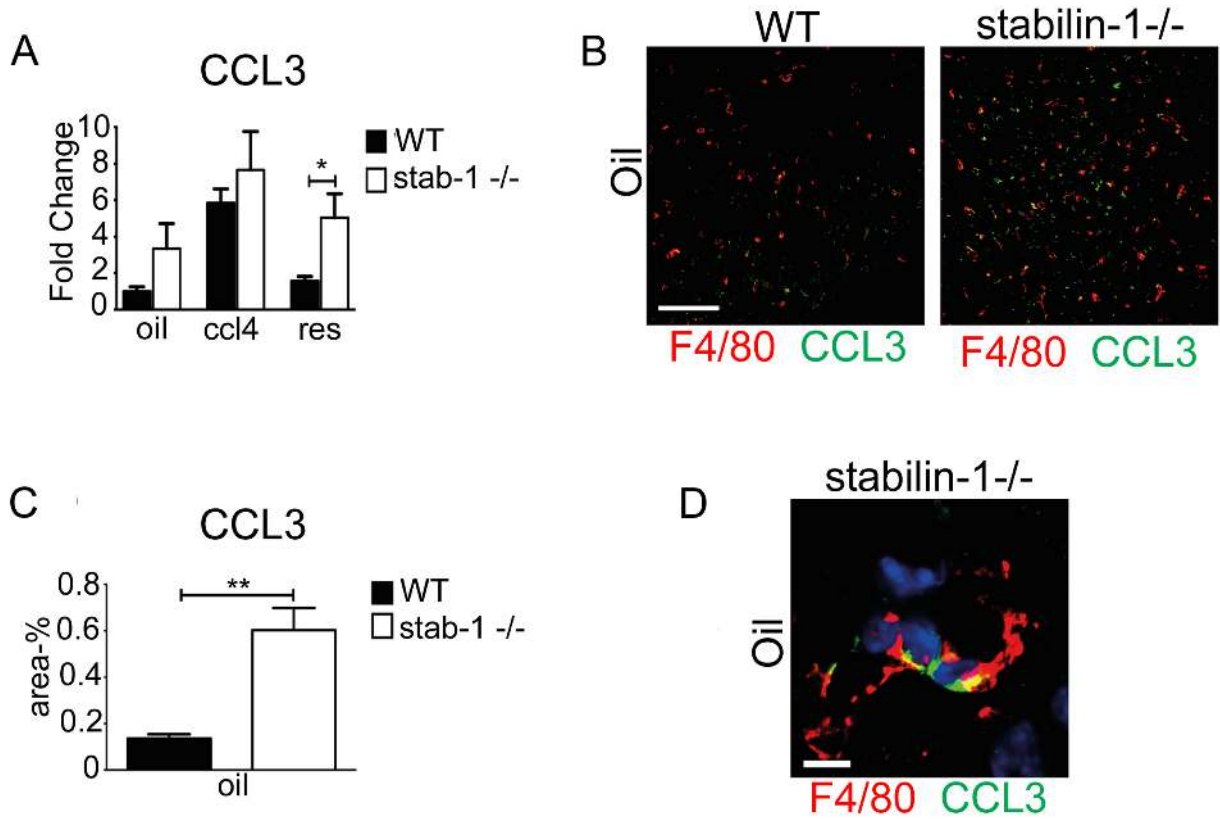 A
CCL3
Fold Change
10
8
6
4
2
0
oil ccl4 res
*
WT
stab-1 -/-
B
WT stabilin-1-/-
Oil
F4/80 CCL3 F4/80 CCL3
C
CCL3
area-%
0.8
0.6
0.4
0.2
0
oil
**
WT
stab-1 -/-
D
stabilin-1-/-
Oil
F4/80 CCL3